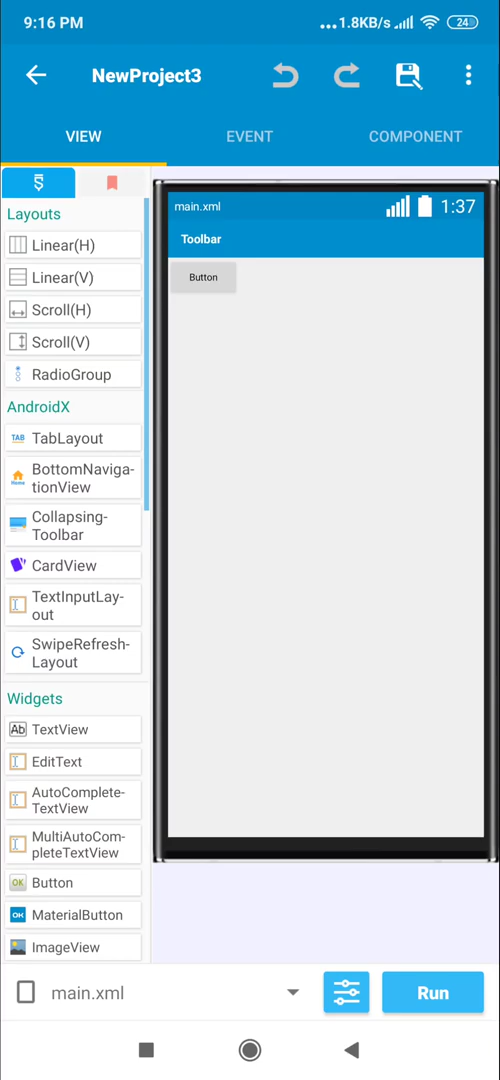 9:16 PM
...1.8KB/s
24
NewProject3
VIEW
EVENT
COMPONENT
Layouts
Linear(H)
Linear(V)
Scroll(H)
Scroll(V)
RadioGroup
AndroidX
TAB
TabLayout
Home
BottomNaviga-
tionView
Collapsing-
Toolbar
CardView
TextInputLay-
out
SwipeRefresh-
Layout
Widgets
Ab
TextView
EditText
AutoComplete-
TextView
MultiAutoCom-
pleteTextView
OK
Button
OK
MaterialButton
ImageView
main.xml
1:37
Toolbar
Button
main.xml
Run